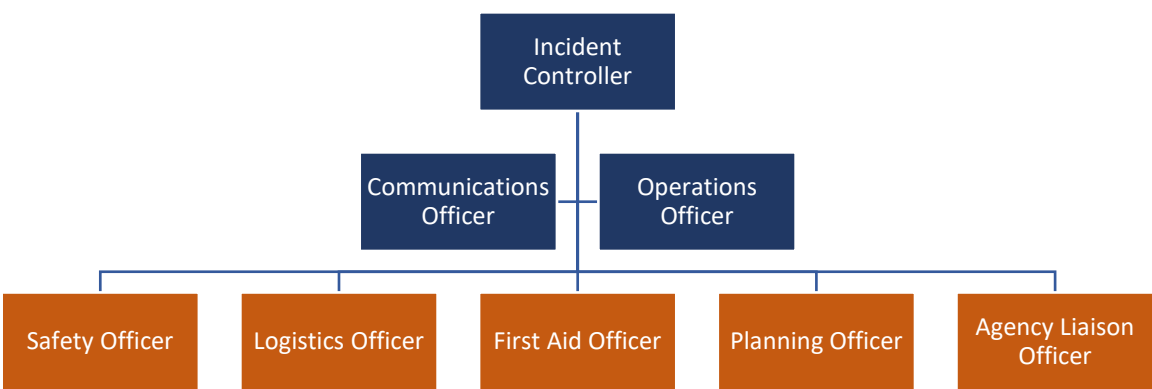 Incident
Controller
Communications
Officer
Operations
Officer
Safety Officer
Logistics Officer
First Aid Officer
Planning Officer
Agency Liaison
Officer